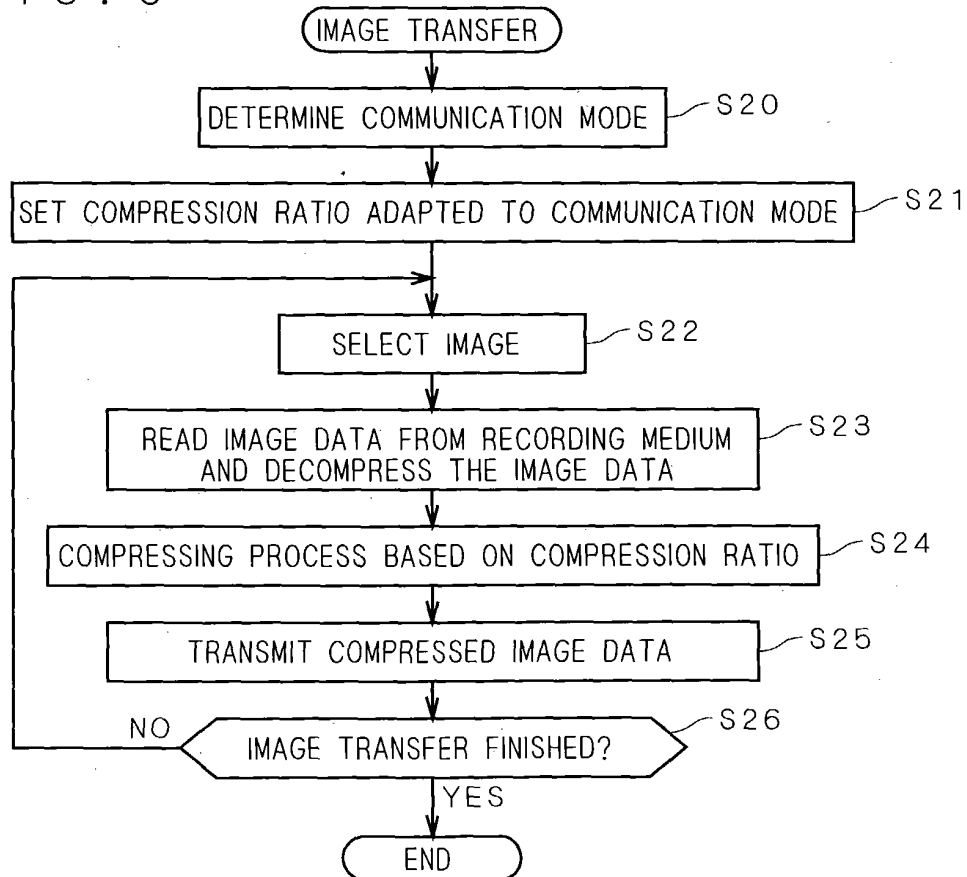 IMAGE TRANSFER
DETERMINE COMMUNICATION MODE
S20
SET COMPRESSION RATIO ADAPTED TO COMMUNICATION MODE
S21
SELECT IMAGE
S22
READ IMAGE DATA FROM RECORDING MEDIUM
AND DECOMPRESS THE IMAGE DATA
S23
COMPRESSING PROCESS BASED ON COMPRESSION RATIO
S24
TRANSMIT COMPRESSED IMAGE DATA
S25
NO
IMAGE TRANSFER FINISHED?
S26
YES
END